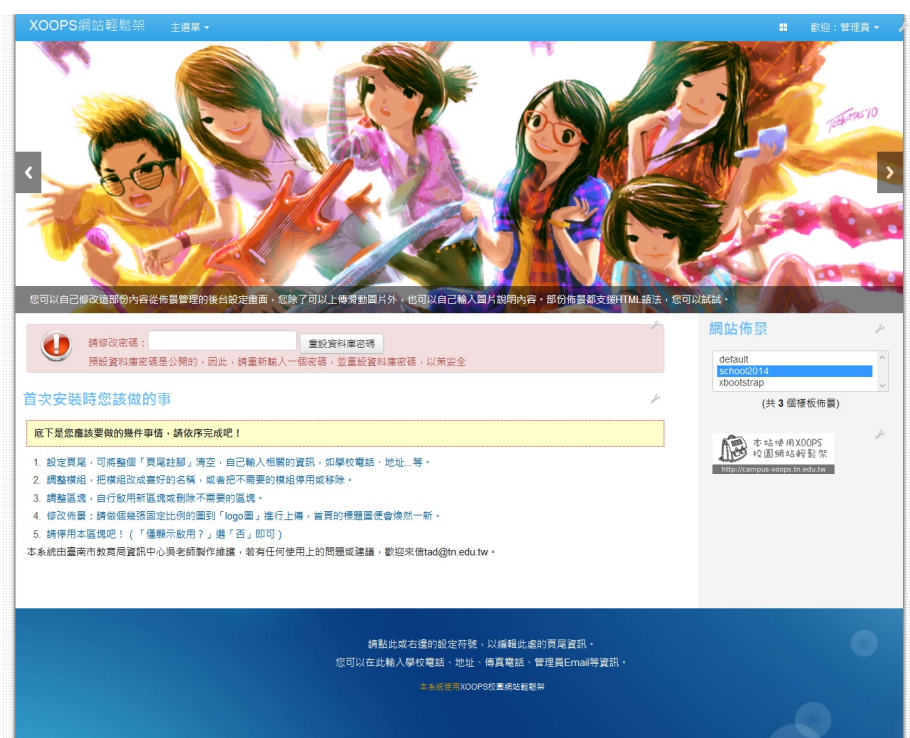 XOOPS網站輕鬆架 主選單
歡迎：管理員
您可以自己修改這部份內容從佈景管理的後台設定畫面，您除了可以上傳滑動圖片外，也可以自己輸入圖片說明內容。部份佈景都支援HTML語法，您可以試試。
請修改密碼：
重設資料庫密碼
預設資料庫密碼是公開的，因此，請重新輸入一個密碼，並重設資料庫密碼，以策安全
首次安裝時您該做的事
底下是您應該要做的幾件事情，請依序完成吧！
1. 設定頁尾，可將整個「頁尾註腳」清空，自己輸入相關的資訊，如學校電話、地址...等。
2. 調整模組，把模組改成喜好的名稱，或者把不需要的模組停用或移除。
3. 調整區塊，自行啟用新區塊或刪除不需要的區塊。
4. 修改佈景：請做個幾張固定比例的圖到「logo圖」進行上傳，首頁的標題圖便會煥然一新。
5. 請停用本區塊吧！（「僅顯示啟用？」選「否」即可）
本系統由臺南市教育局資訊中心吳老師製作維護，若有任何使用上的問題或建議，歡迎來信tad@tn.edu.tw。
網站佈景
default
school2014
xbootstrap
(共 3 個樣板佈景)
本站使用XOOPS
校園網站輕鬆架
http://campus-xoops.tn.edu.tw
請點此或右邊的設定符號，以編輯此處的頁尾資訊。
您可以在此輸入學校電話、地址、傳真電話、管理員Email等資訊。
本系統使用XOOPS校園網站輕鬆架